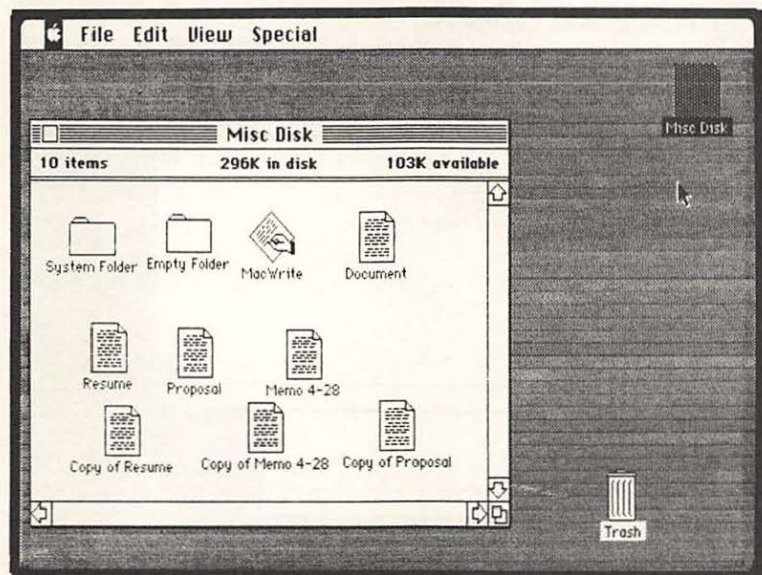 File Edit View Special
Misc Disk
Misc Disk
10 items 296K in disk 103K available
System Folder Empty Folder MacWrite Document
Resume Proposal Memo 4-28
Copy of Resume Copy of Memo 4-28 Copy of Proposal
Trash